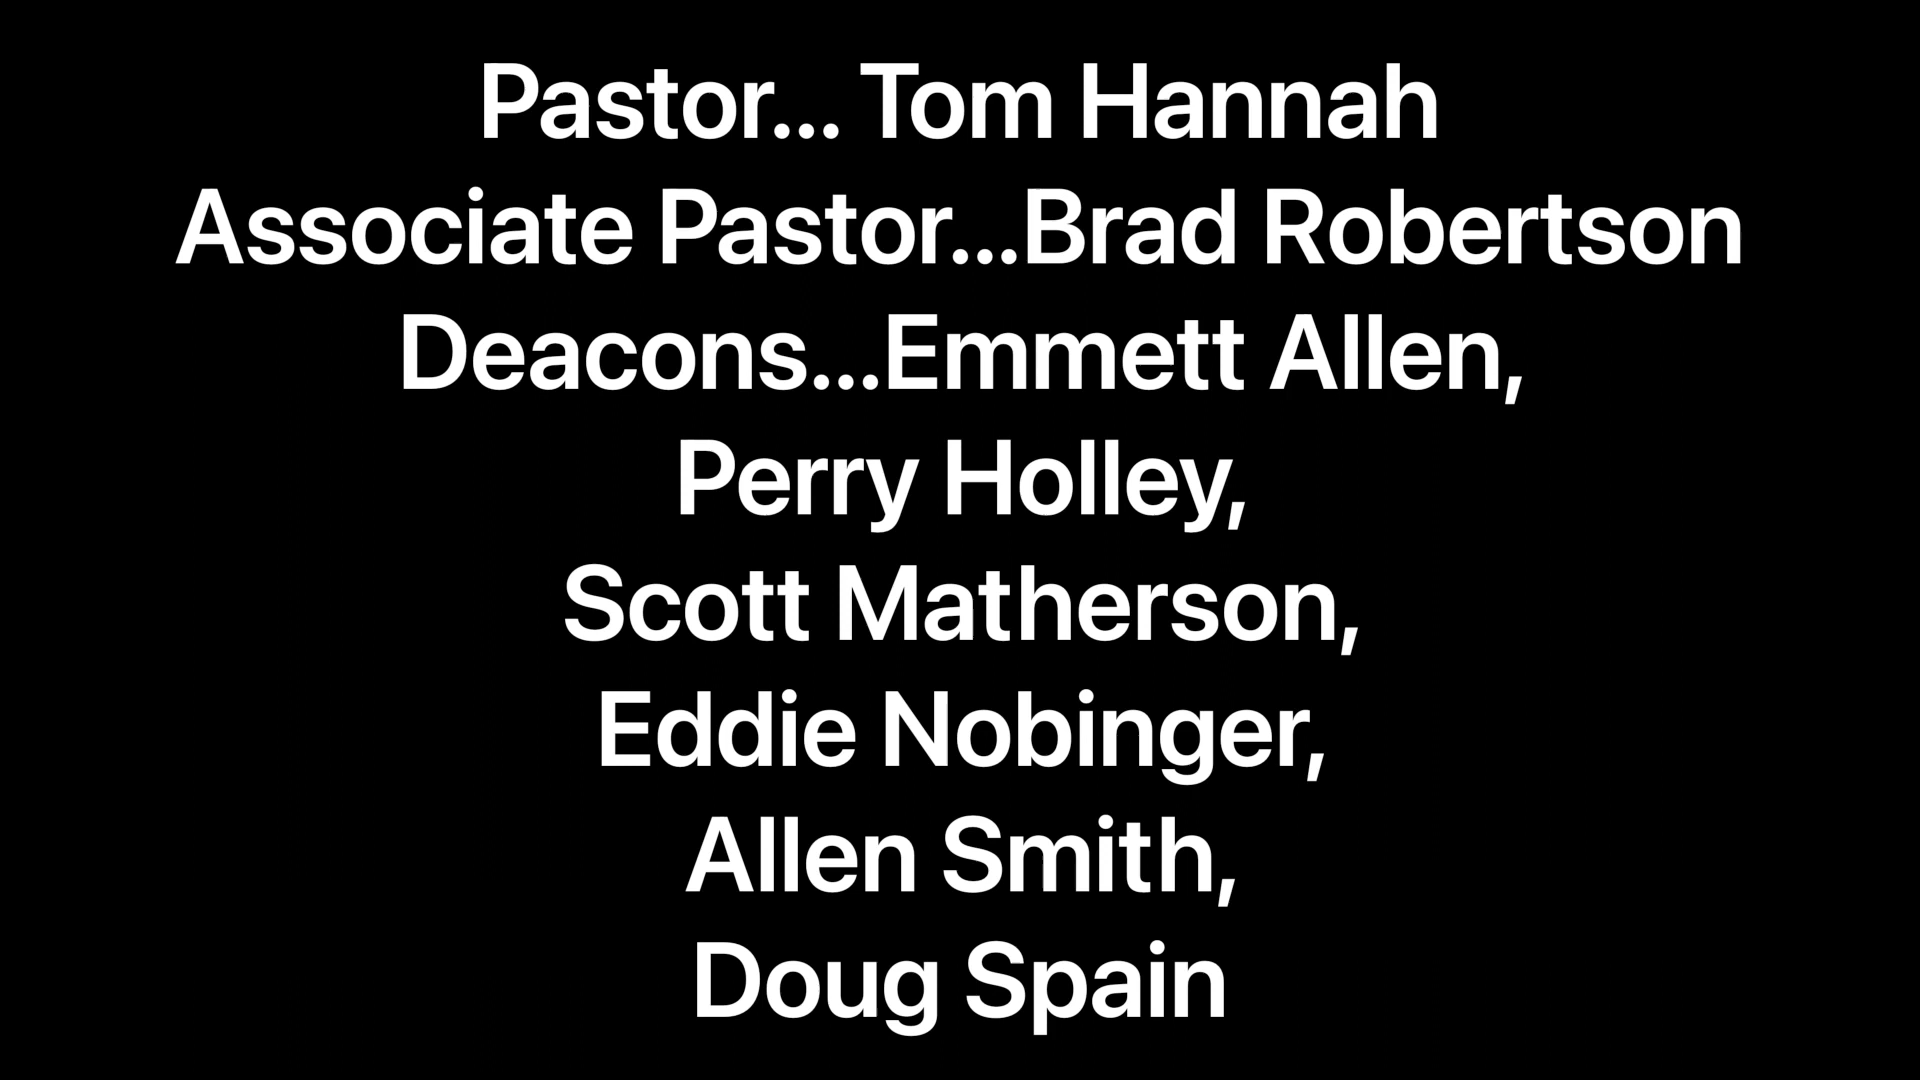 Pastor... Tom Hannah
Associate Pastor...Brad Robertson
Deacons...Emmett Allen,
Perry Holley,
Scott Matherson,
Eddie Nobinger,
Allen Smith,
Doug Spain